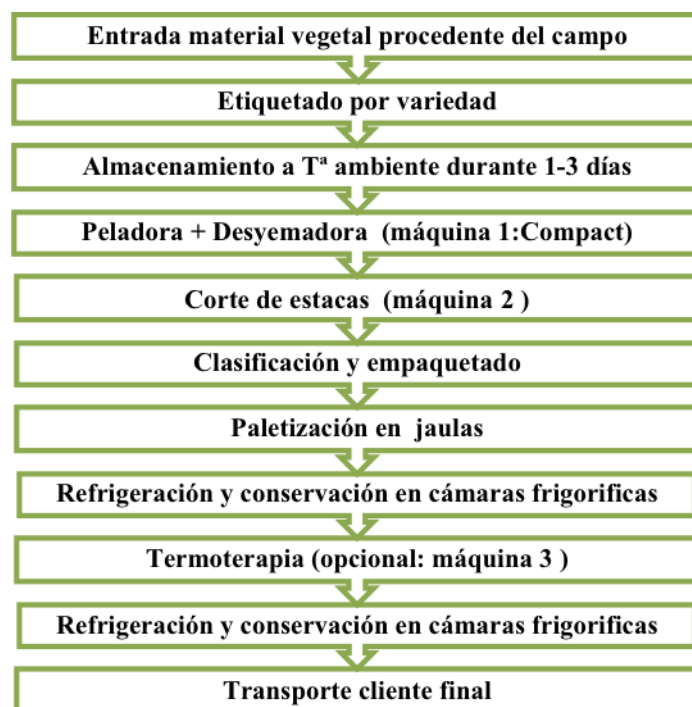 Entrada material vegetal procedente del campo
Etiquetado por variedad
Almacenamiento a Tª ambiente durante 1-3 días
Peladora + Desyemadora (máquina 1:Compact)
Corte de estacas (máquina 2 )
Clasificación y empaquetado
Paletización en jaulas
Refrigeración y conservación en cámaras frigorificas
Termoterapia (opcional: máquina 3 )
Refrigeración y conservación en cámaras frigorificas
Transporte cliente final